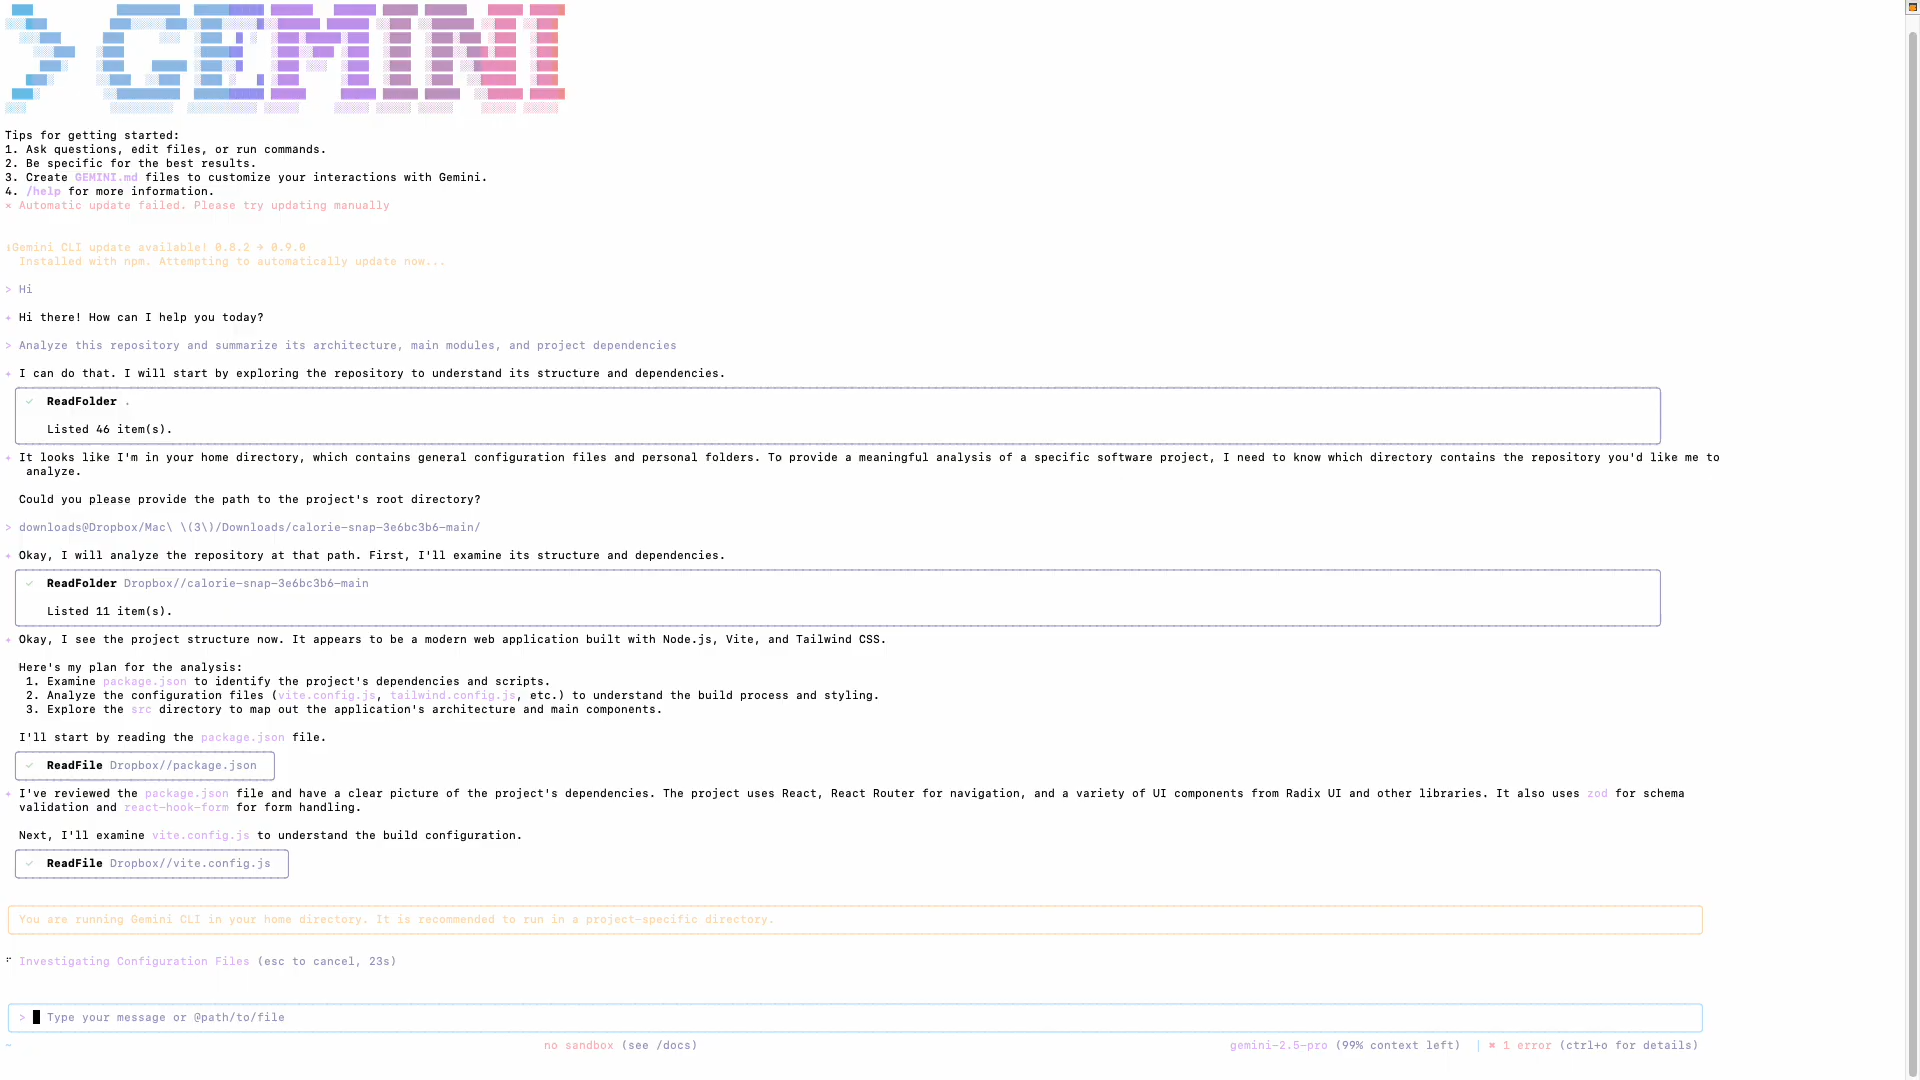 > GEMINI
Tips for getting started:
1. Ask questions, edit files, or run commands.
2. Be specific for the best results.
3. Create GEMINI.md files to customize your interactions with Gemini.
4. /help for more information.
× Automatic update failed. Please try updating manually
ℹGemini CLI update available! 0.8.2 → 0.9.0
Installed with npm. Attempting to automatically update now...
> Hi
✦ Hi there! How can I help you today?
> Analyze this repository and summarize its architecture, main modules, and project dependencies
✦ I can do that. I will start by exploring the repository to understand its structure and dependencies.
✓ ReadFolder .
Listed 46 item(s).
✦ It looks like I'm in your home directory, which contains general configuration files and personal folders. To provide a meaningful analysis of a specific software project, I need to know which directory contains the repository you'd like me to
analyze.
Could you please provide the path to the project's root directory?
> downloads@Dropbox/Mac\ \(3\)/Downloads/calorie-snap-3e6bc3b6-main/
✦ Okay, I will analyze the repository at that path. First, I'll examine its structure and dependencies.
✓ ReadFolder Dropbox//calorie-snap-3e6bc3b6-main
Listed 11 item(s).
✦ Okay, I see the project structure now. It appears to be a modern web application built with Node.js, Vite, and Tailwind CSS.
Here's my plan for the analysis:
1. Examine package.json to identify the project's dependencies and scripts.
2. Analyze the configuration files (vite.config.js, tailwind.config.js, etc.) to understand the build process and styling.
3. Explore the src directory to map out the application's architecture and main components.
I'll start by reading the package.json file.
✓ ReadFile Dropbox//package.json
✦ I've reviewed the package.json file and have a clear picture of the project's dependencies. The project uses React, React Router for navigation, and a variety of UI components from Radix UI and other libraries. It also uses zod for schema
validation and react-hook-form for form handling.
Next, I'll examine vite.config.js to understand the build configuration.
✓ ReadFile Dropbox//vite.config.js
You are running Gemini CLI in your home directory. It is recommended to run in a project-specific directory.
Investigating Configuration Files (esc to cancel, 23s)
> Type your message or @path/to/file
~ no sandbox (see /docs) gemini-2.5-pro (99% context left) | ✖ 1 error (ctrl+o for details)